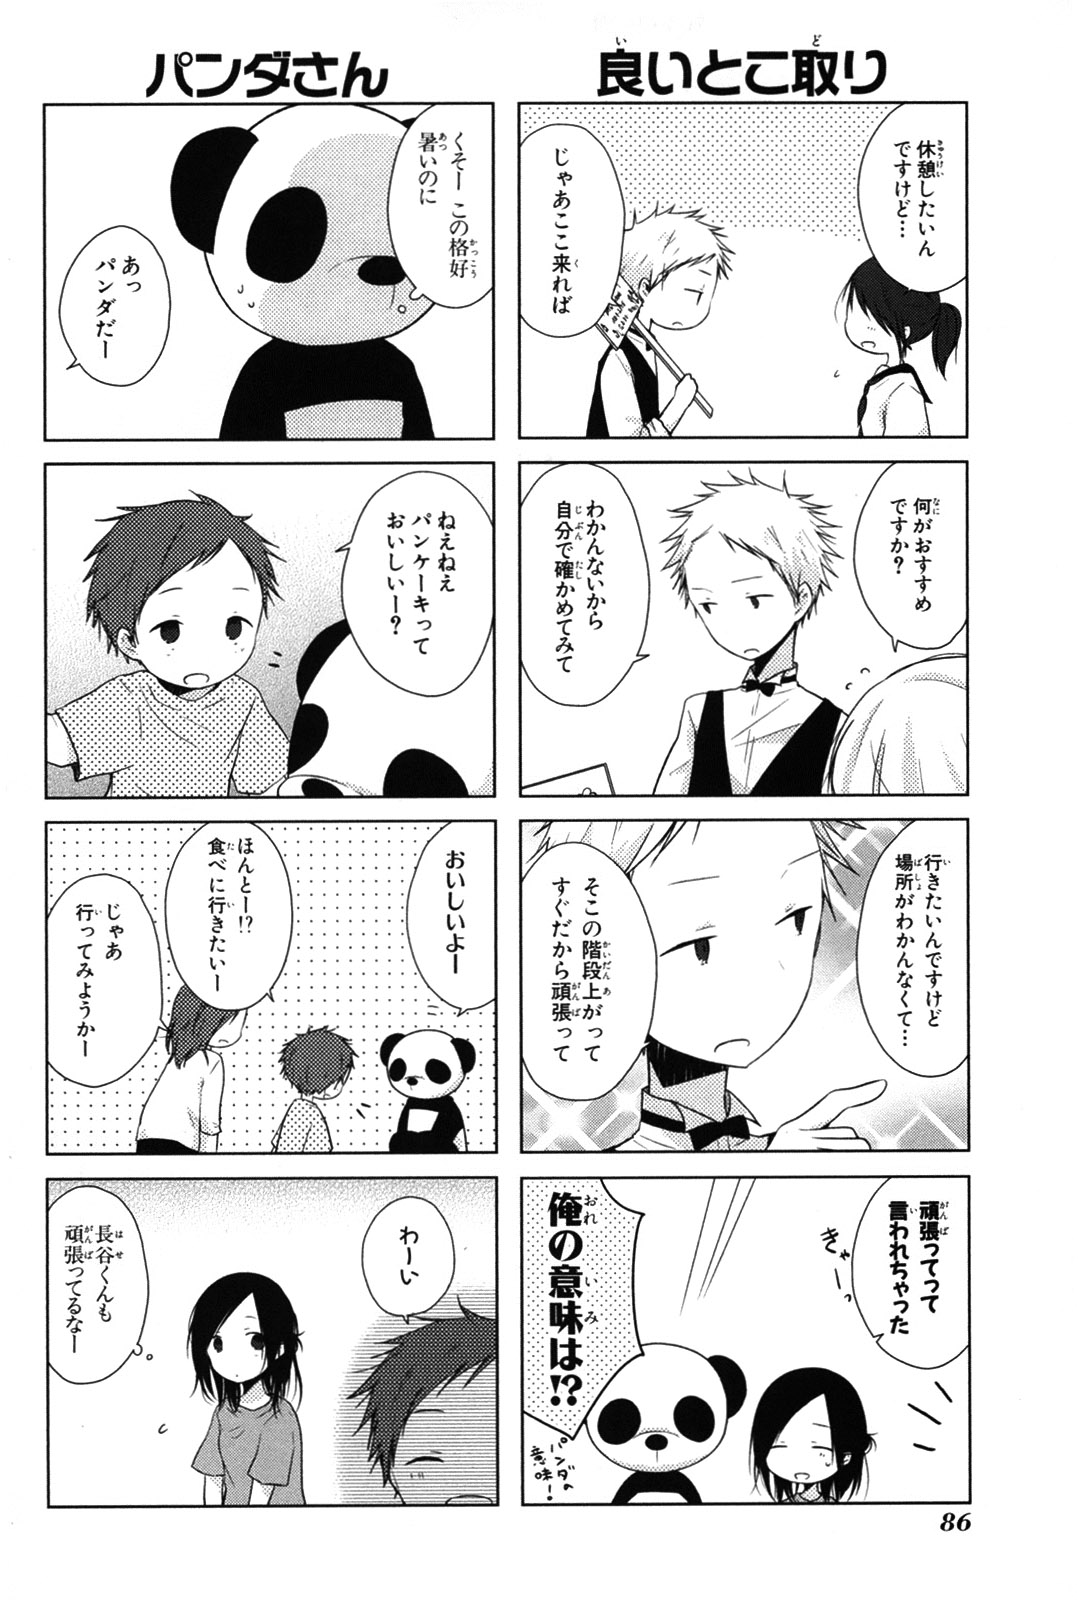 良いとこ取り
休憩したいん
ですけど…
じゃあここ来れば
何がおすすめ
ですか?
わかんないから
自分で確かめてみて
行きたいんですけど
場所がわかんなくて…
そこの階段上がって
すぐだから頑張って
頑張ってって
言われちゃった
きゃーっ
俺の意味は!?
パンダの
意味!
パンダさん
くそー この格好
暑いのに
あっ
パンダだー
ねえねえ
パンケーキって
おいしいー?
おいしいよー
ほんとー!?
食べに行きたいー
じゃあ
行ってみようかー
わーい
長谷くんも
頑張ってるなー
86